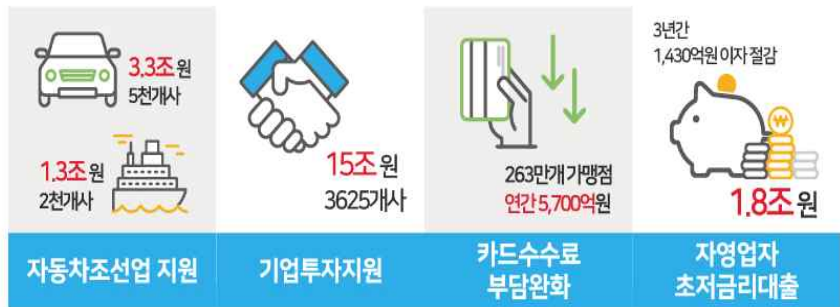 3.3조 원
5천개사
1.3조 원
2천개사
자동차조선업 지원
15조 원
3625개사
기업투자지원
263만개 가맹점
연간 5,700억원
카드수수료
부담완화
3년간
1,430억원 이자 절감
₩
1.8조 원
자영업자
초저금리대출